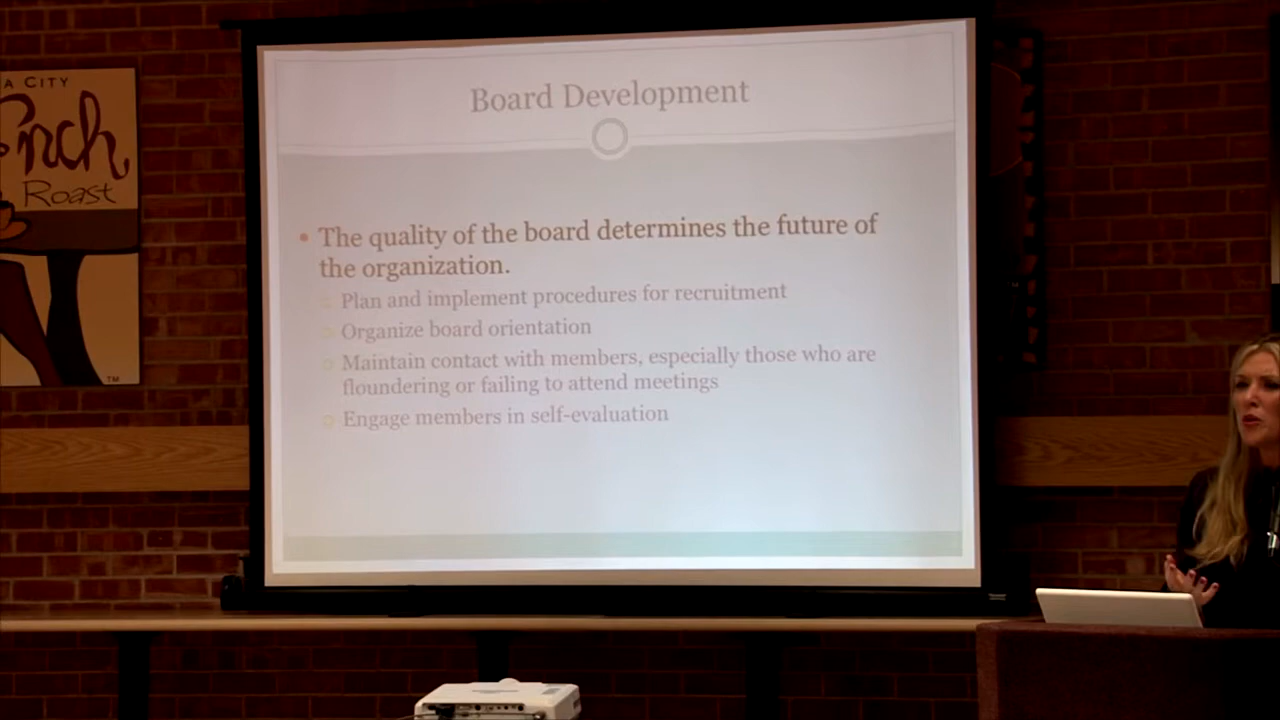 A CITY
Roast
TM
Board Development
• The quality of the board determines the future of
the organization.
Plan and implement procedures for recruitment
Organize board orientation
Maintain contact with members, especially those who are
floundering or failing to attend meetings
Engage members in self-evaluation